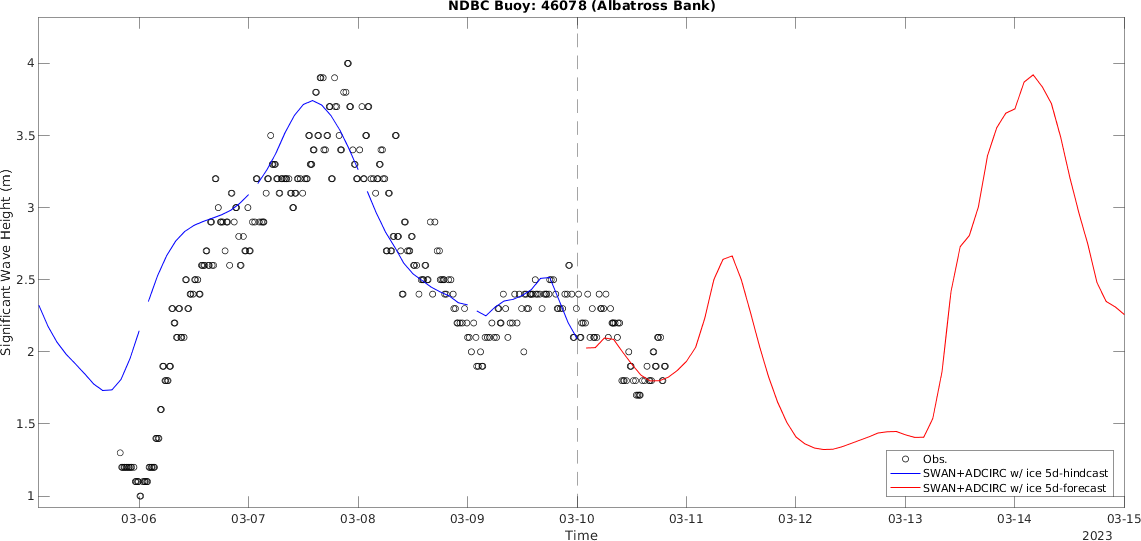 NDBC Buoy: 46078 (Albatross Bank)
Significant Wave Height (m)
4
3.5
3
2.5
2
1.5
1
Obs.
SWAN+ADCIRC w/ ice 5d-hindcast
SWAN+ADCIRC w/ ice 5d-forecast
03-06 03-07 03-08 03-09 03-10 03-11 03-12 03-13 03-14 03-15
Time
2023